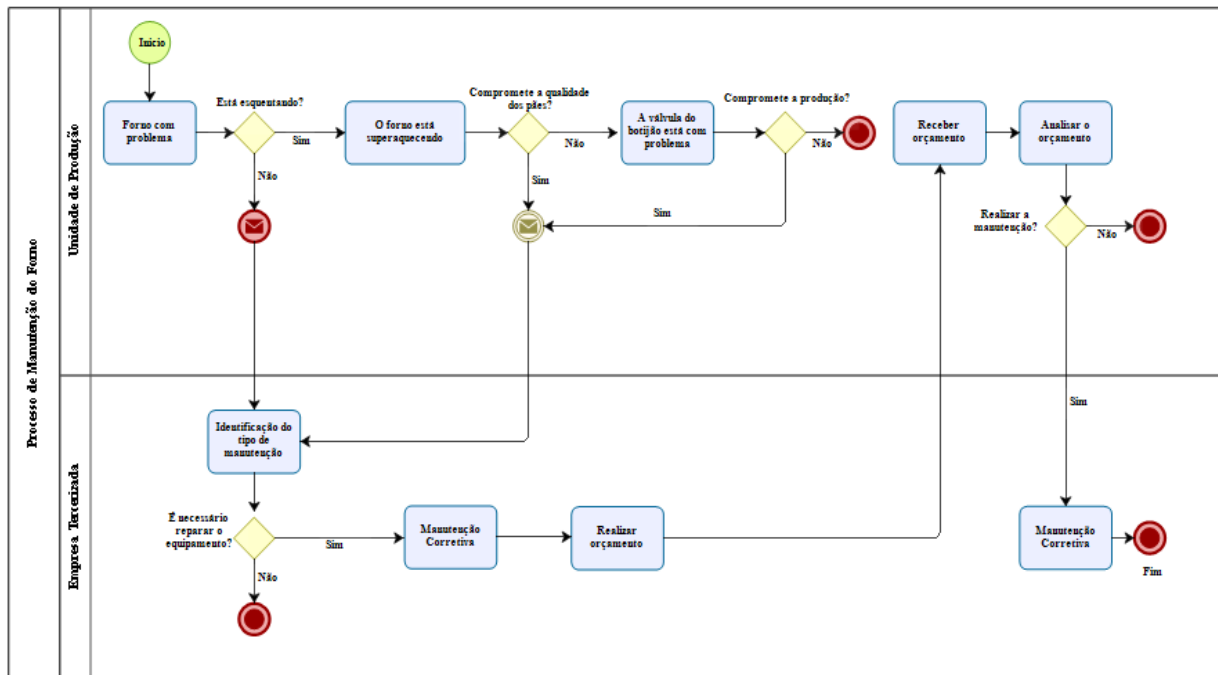 Processo de Manutenção do Forno
Unidade de Produção
Início
Forno com
problema
Está esquentando?
Sim
Não
O forno está
superaquecendo
Compromete a qualidade
dos pães?
Não
Sim
A válvula do
botijão está com
problema
Compromete a produção?
Não
Sim
Receber
orçamento
Analisar o
orçamento
Realizar a
manutenção?
Não
Sim
Empresa Tercerizada
Identificação do
tipo de
manutenção
É necessário
reparar o
equipamento?
Sim
Não
Manutenção
Corretiva
Realizar
orçamento
Manutenção
Corretiva
Fim